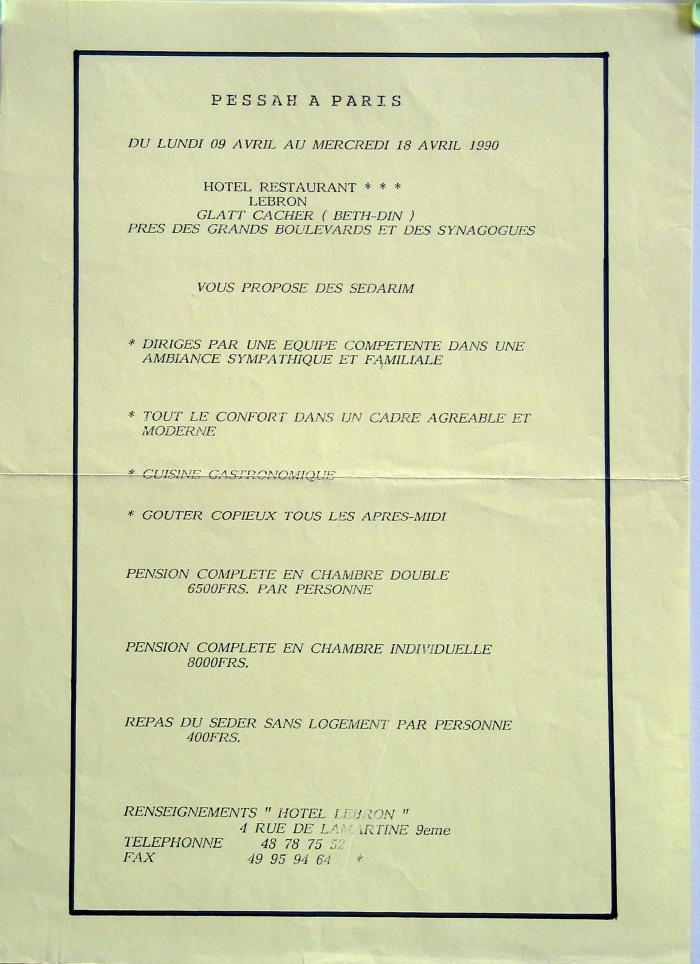 PESSAH A PARIS
DU LUNDI 09 AVRIL AU MERCREDI 18 AVRIL 1990
HOTEL RESTAURANT * * *
LEBRON
GLATT CACHER ( BETH-DIN )
PRES DES GRANDS BOULEVARDS ET DES SYNAGOGUES
VOUS PROPOSE DES SEDARIM
* DIRIGES PAR UNE EQUIPE COMPETENTE DANS UNE
AMBIANCE SYMPATHIQUE ET FAMILIALE
* TOUT LE CONFORT DANS UN CADRE AGREABLE ET
MODERNE
* CUISINE GASTRONOMIQUE
* GOUTER COPIEUX TOUS LES APRES-MIDI
PENSION COMPLETE EN CHAMBRE DOUBLE
6500FRS. PAR PERSONNE
PENSION COMPLETE EN CHAMBRE INDIVIDUELLE
8000FRS.
REPAS DU SEDER SANS LOGEMENT PAR PERSONNE
400FRS.
RENSEIGNEMENTS " HOTEL LEBRON "
4 RUE DE LAMARTINE 9eme
TELEPHONNE 48 78 75 52
FAX 49 95 94 64 *